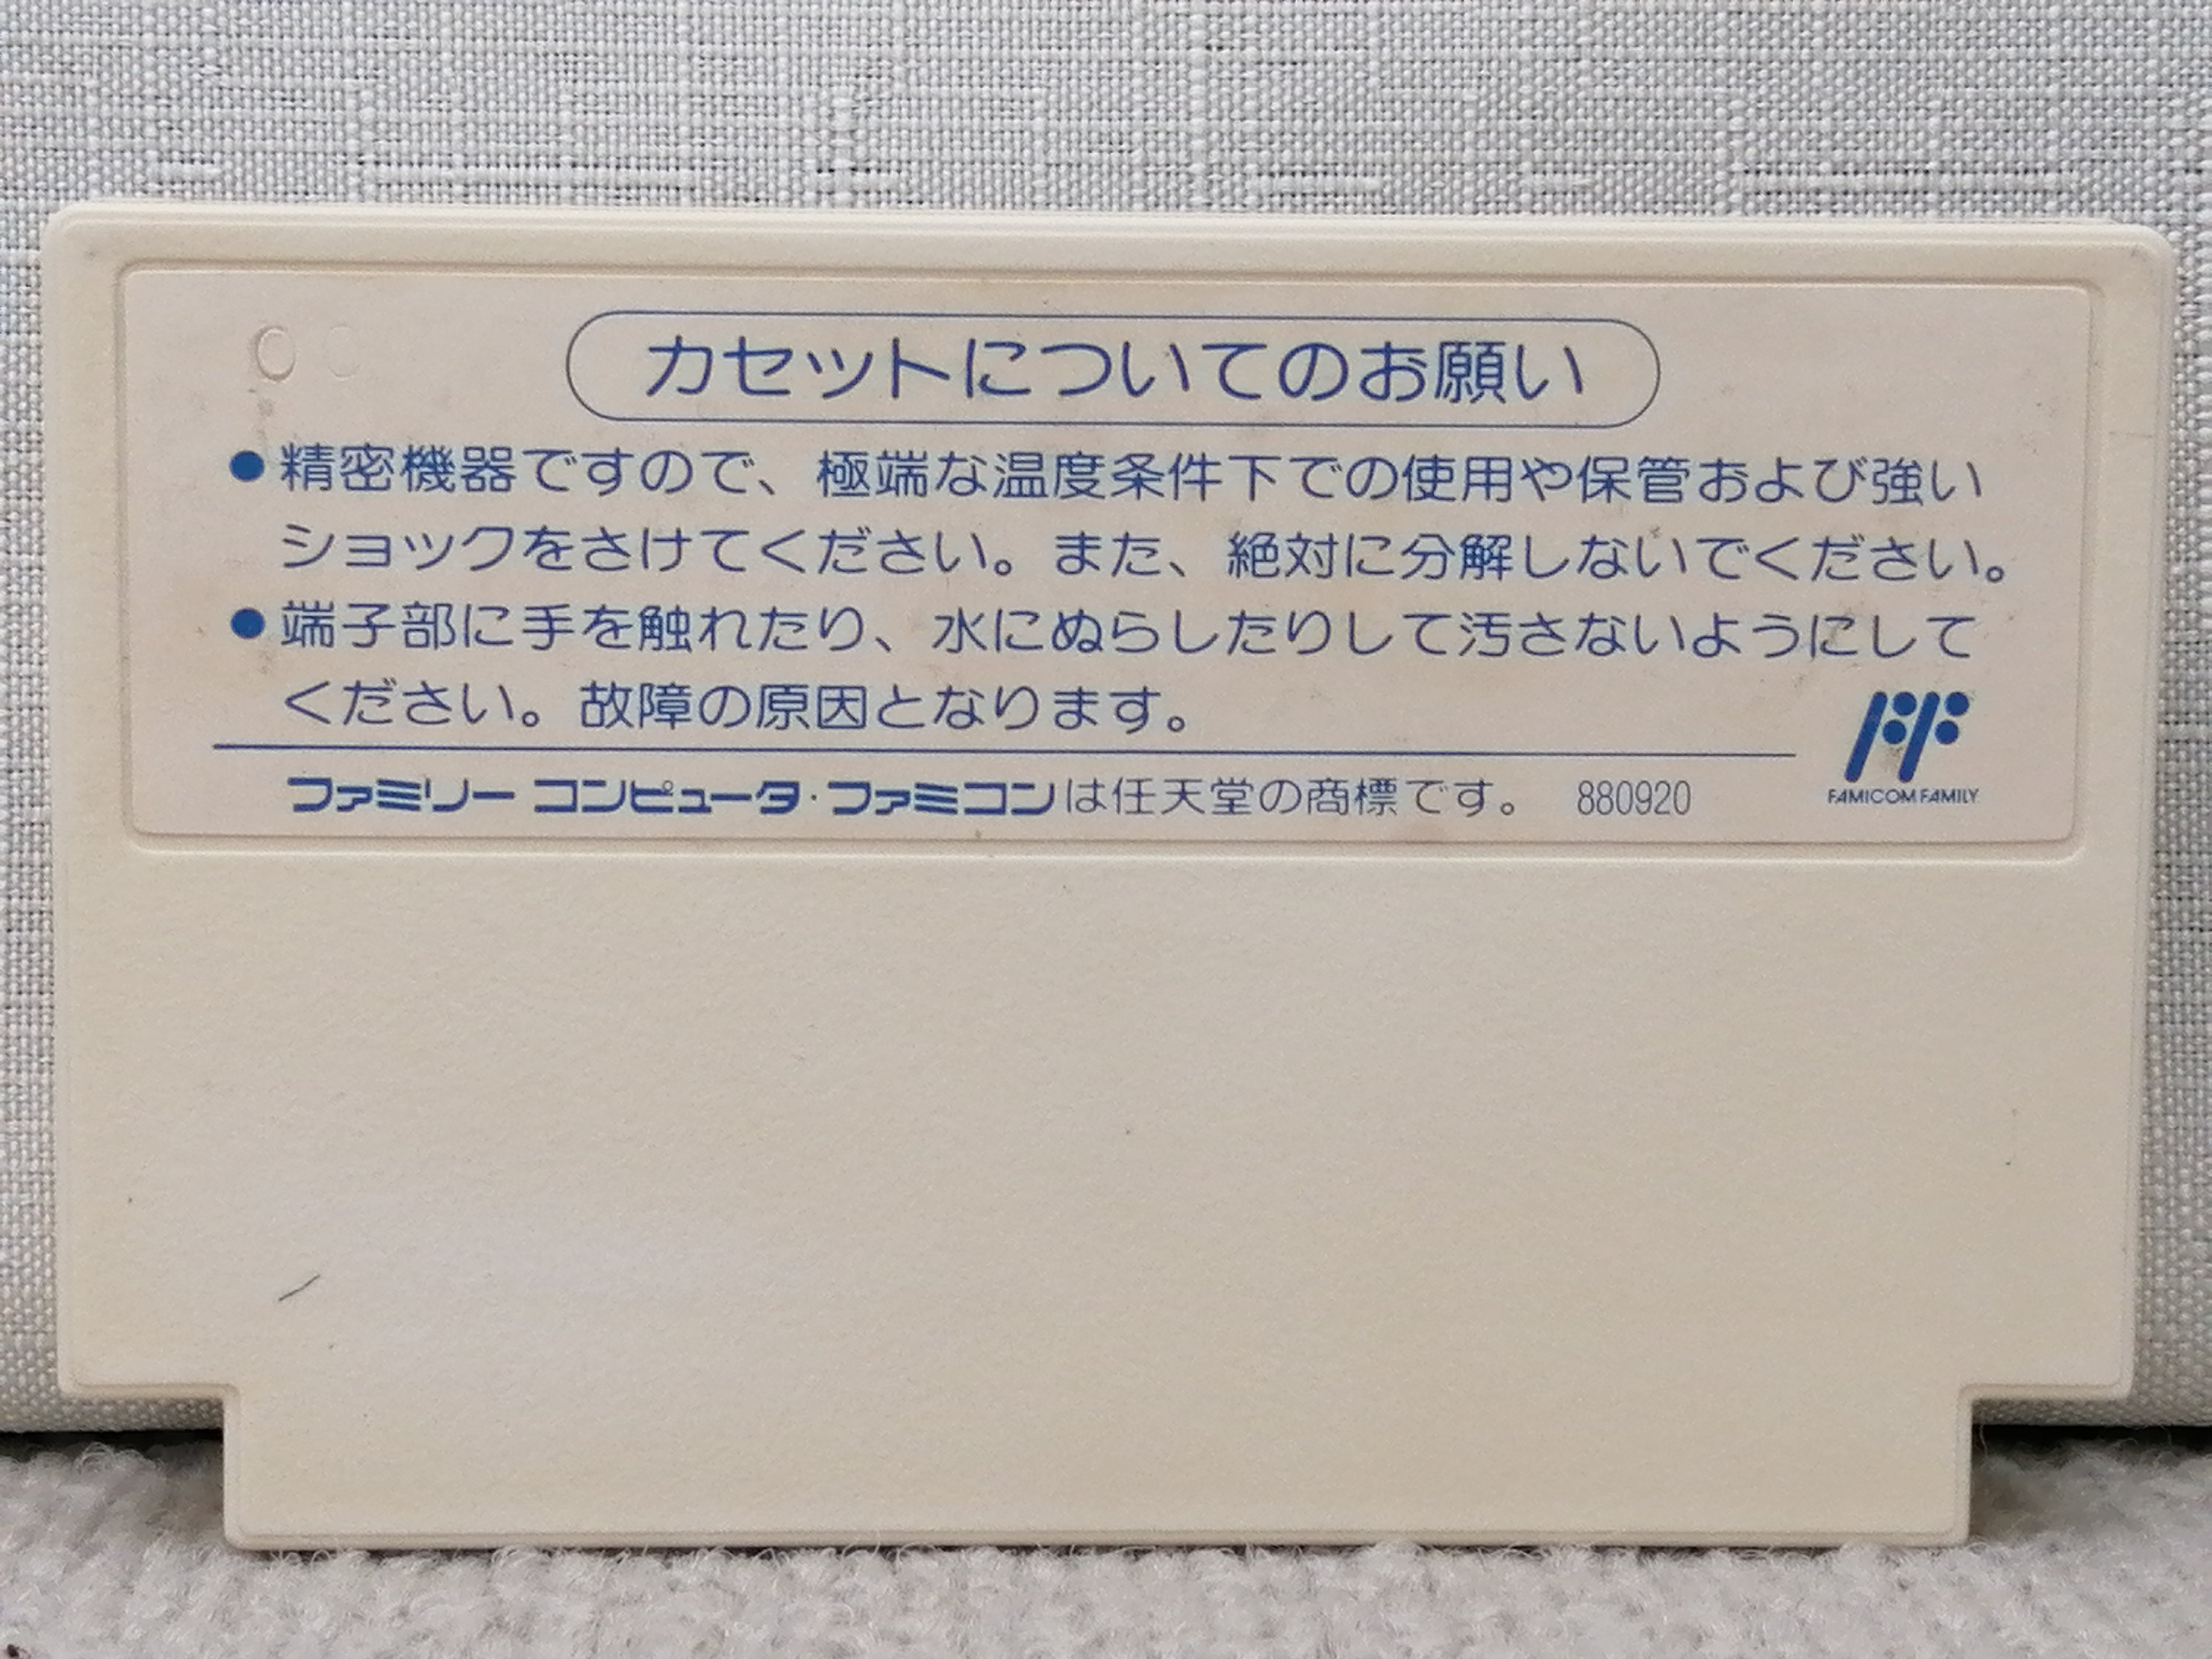 カセットについてのお願い
●精密機器ですので、極端な温度条件下での使用や保管および強い
ショックをさけてください。また、絶対に分解しないでください。
●端子部に手を触れたり、水にぬらしたりして汚さないようにして
ください。故障の原因となります。
ファミリー コンピュータ・ファミコンは任天堂の商標です。 880920
FF
FAMICOM FAMILY